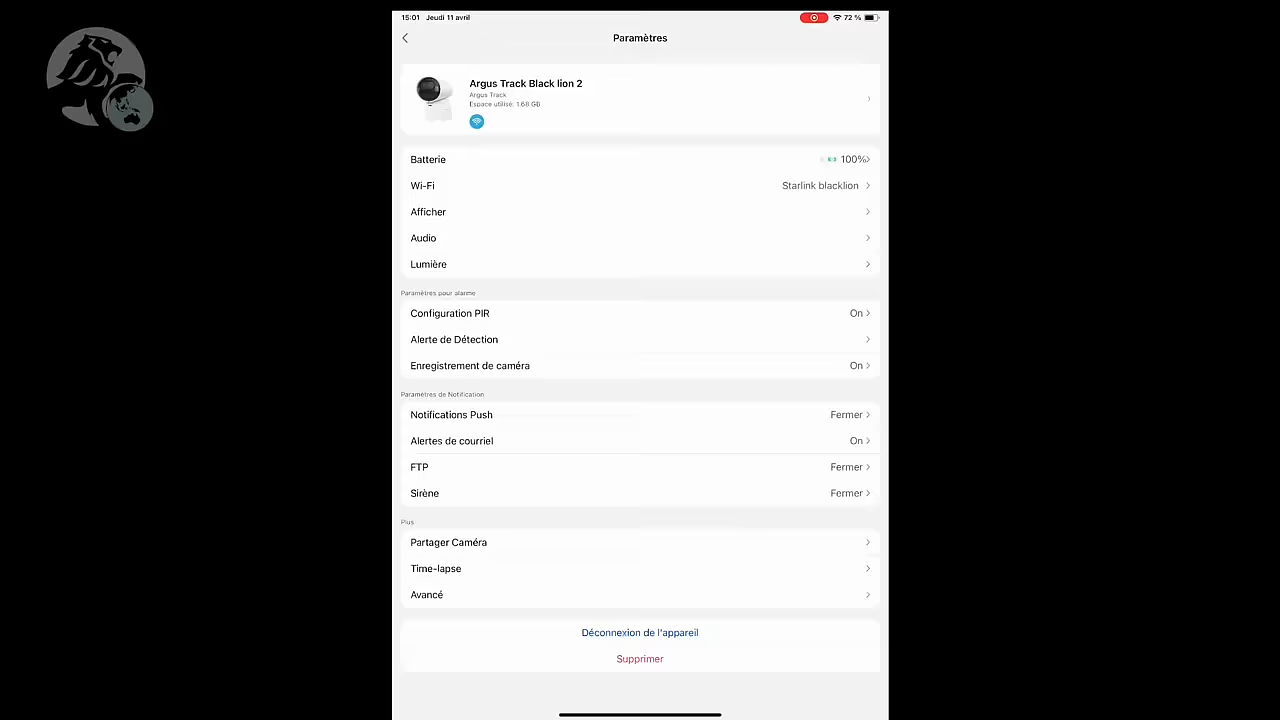 15:01 Jeudi 11 avril
72 %
Paramètres
Argus Track Black lion 2
Argus Track
Espace utilisé: 1.68 GB
Batterie 100%
Wi-Fi Starlink blacklion
Afficher
Audio
Lumière
Paramètres pour alarme
Configuration PIR On
Alerte de Détection
Enregistrement de caméra On
Paramètres de Notification
Notifications Push Fermer
Alertes de courriel On
FTP Fermer
Sirène Fermer
Plus
Partager Caméra
Time-lapse
Avancé
Déconnexion de l'appareil
Supprimer